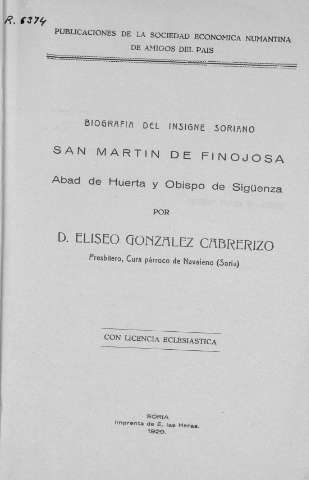 R. 6374
PUBLICACIONES DE LA SOCIEDAD ECONOMICA NUMANTINA
DE AMIGOS DEL PAIS
BIOGRAFIA DEL INSIGNE SORIANO
SAN MARTIN DE FINOJOSA
Abad de Huerta y Obispo de Sigüenza
POR
D. ELISEO GONZALEZ CABRERIZO
Presbítero, Cura párroco de Navaleno (Soria)
CON LICENCIA ECLESIASTICA
SORIA
Imprenta de E. las Heras.
1920.